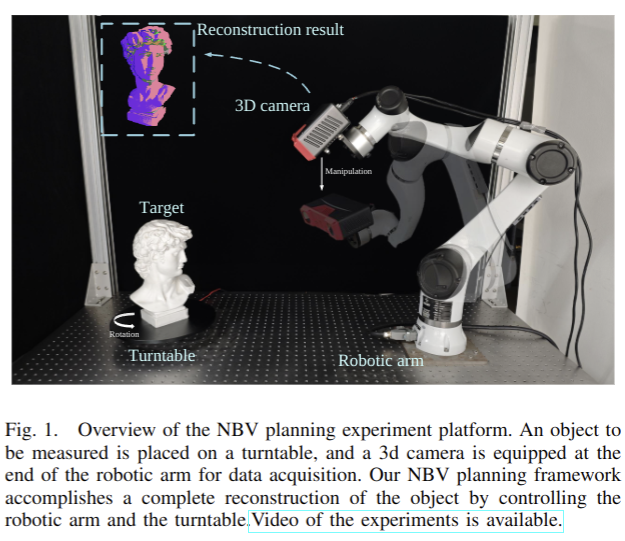 Reconstruction result
3D camera
Manipulation
Target
Rotation
Turntable
Robotic arm
Fig. 1. Overview of the NBV planning experiment platform. An object to
be measured is placed on a turntable, and a 3d camera is equipped at the
end of the robotic arm for data acquisition. Our NBV planning framework
accomplishes a complete reconstruction of the object by controlling the
robotic arm and the turntable.Video of the experiments is available.